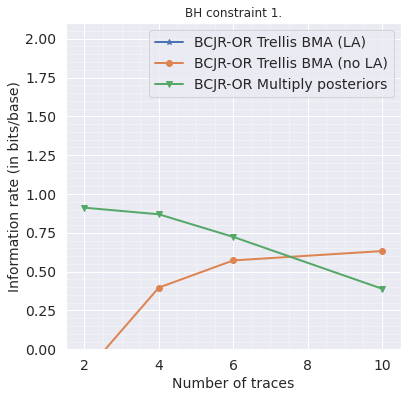 BH constraint 1.
BCJR-OR Trellis BMA (LA)
BCJR-OR Trellis BMA (no LA)
BCJR-OR Multiply posteriors
Information rate (in bits/base)
2.00
1.75
1.50
1.25
1.00
0.75
0.50
0.25
0.00
2 4 6 8 10
Number of traces